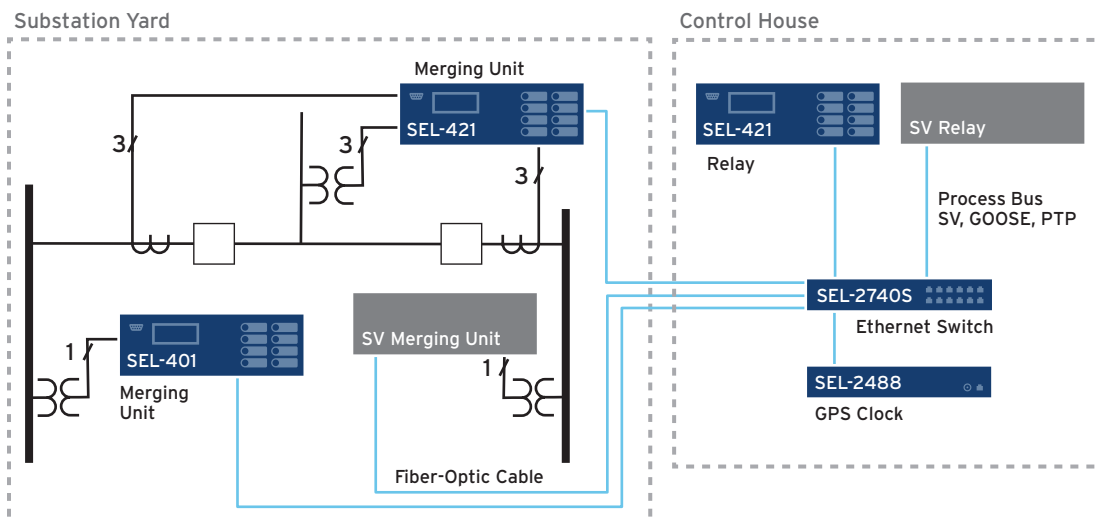 Substation Yard
Merging Unit
SEL-421
3
3
3
1
SEL-401
Merging
Unit
SV Merging Unit
1
Fiber-Optic Cable
Control House
SEL-421
Relay
SV Relay
Process Bus
SV, GOOSE, PTP
SEL-2740S
Ethernet Switch
SEL-2488
GPS Clock